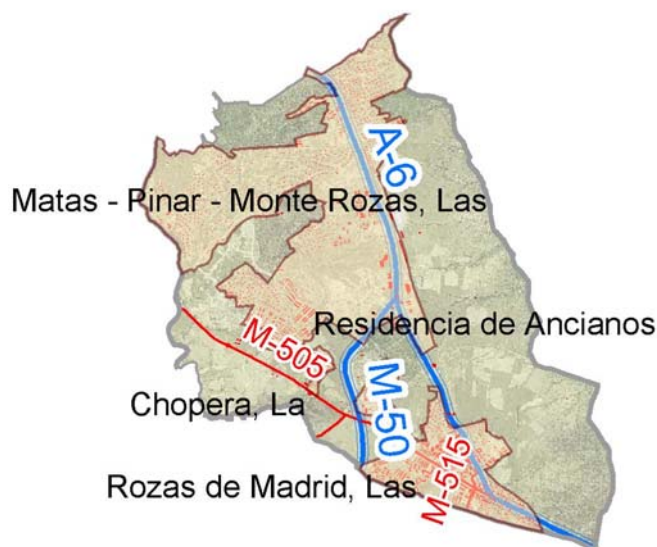 A-6
Matas - Pinar - Monte Rozas, Las
Residencia de Ancianos
M-505
M-50
Chopera, La
Rozas de Madrid, Las
M-515